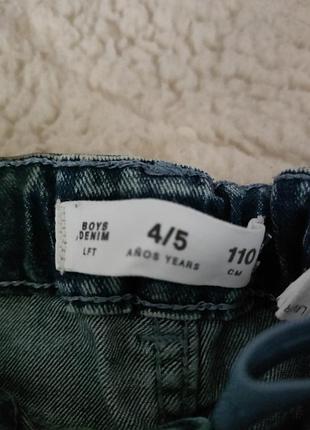 BOYS
DENIM
LFT
4/5
AÑOS YEARS
110
CM